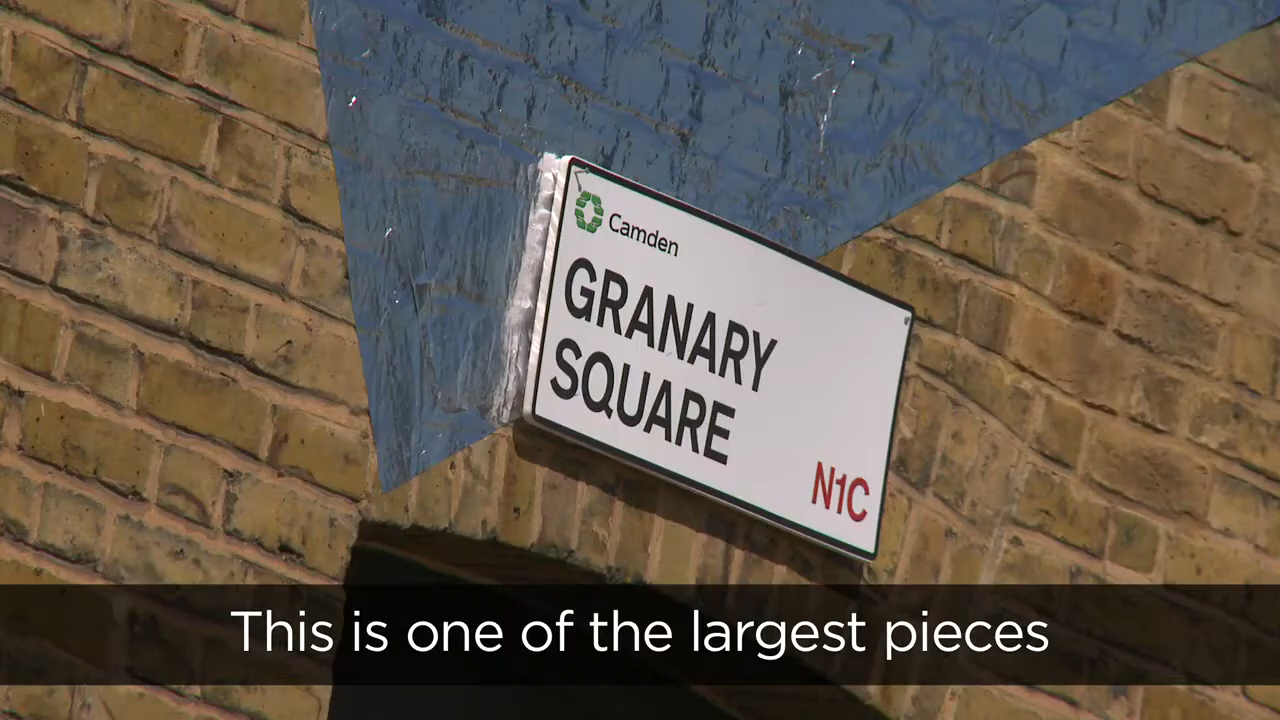 Camden
GRANARY
SQUARE
N1C
This is one of the largest pieces